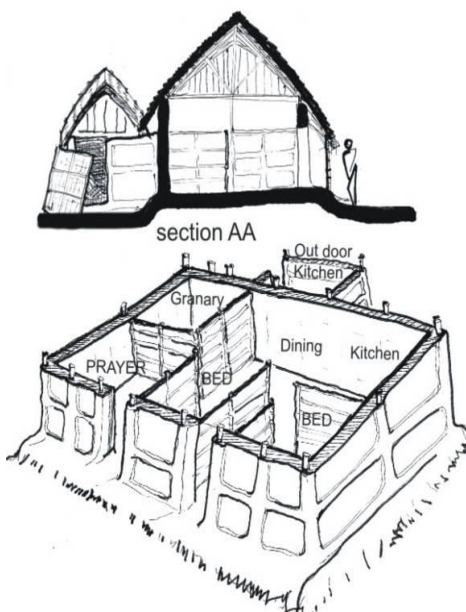 section AA
Out door
Kitchen
Granary
Dining
Kitchen
PRAYER
BED
BED